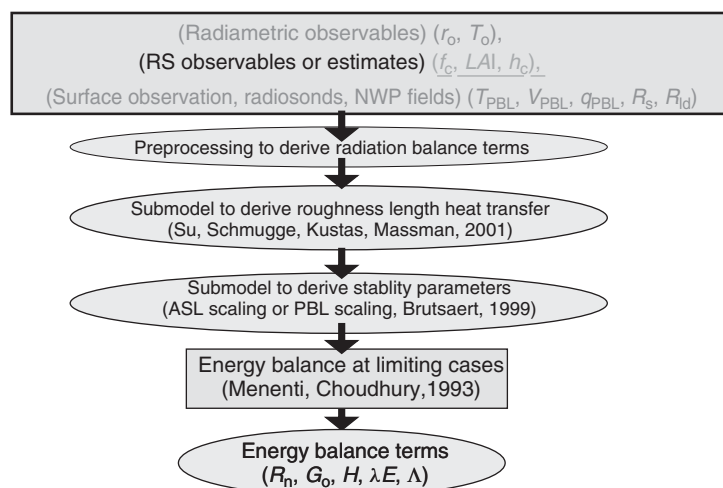 (Radiametric observables) (ro, To),
(RS observables or estimates) (fc, LAI, hc),
(Surface observation, radiosonds, NWP fields) (TPBL, VPBL, qPBL, Rs, Rld)
Preprocessing to derive radiation balance terms
Submodel to derive roughness length heat transfer
(Su, Schmugge, Kustas, Massman, 2001)
Submodel to derive stablity parameters
(ASL scaling or PBL scaling, Brutsaert, 1999)
Energy balance at limiting cases
(Menenti, Choudhury,1993)
Energy balance terms
(Rn, Go, H, λE, Λ)